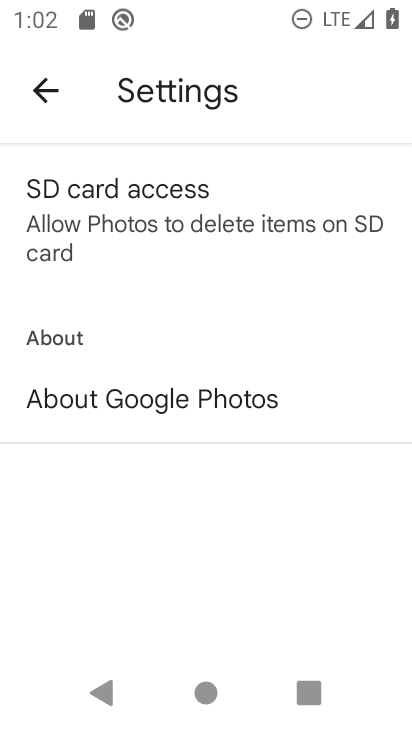 1:02 LTE
Settings
SD card access
Allow Photos to delete items on SD
card
About
About Google Photos